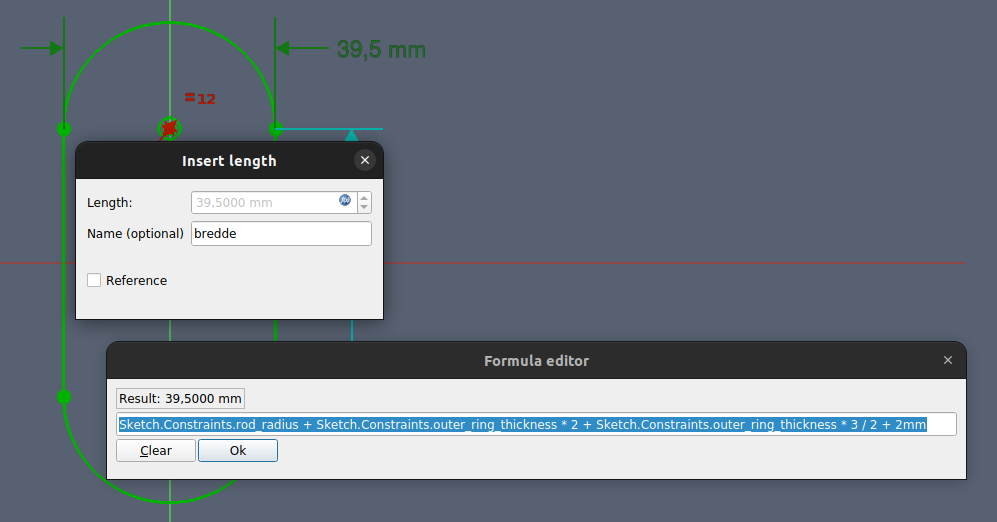 39,5 mm
=12
Insert length
Length:
39,5000 mm
Name (optional)
bredde
Reference
Formula editor
Result: 39,5000 mm
Sketch.Constraints.rod_radius + Sketch.Constraints.outer_ring_thickness * 2 + Sketch.Constraints.outer_ring_thickness * 3 / 2 + 2mm
Clear
Ok